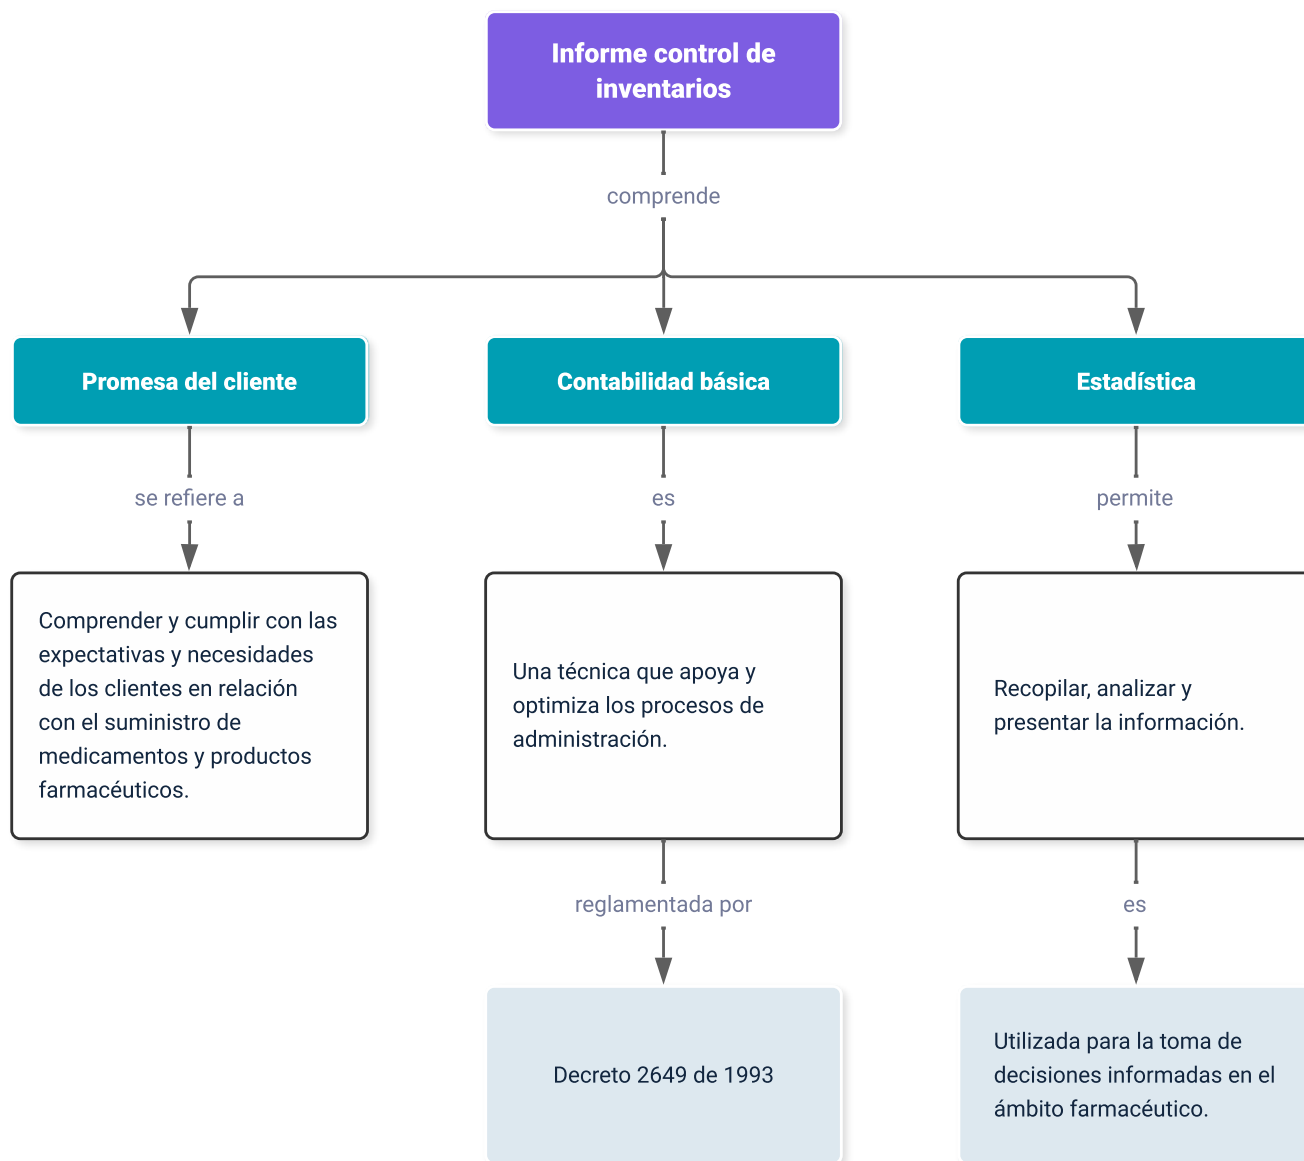 Informe control de
inventarios
comprende
Promesa del cliente
Contabilidad básica
Estadística
se refiere a
es
permite
Comprender y cumplir con las
expectativas y necesidades
de los clientes en relación
con el suministro de
medicamentos y productos
farmacéuticos.
Una técnica que apoya y
optimiza los procesos de
administración.
Recopilar, analizar y
presentar la información.
reglamentada por
es
Decreto 2649 de 1993
Utilizada para la toma de
decisiones informadas en el
ámbito farmacéutico.